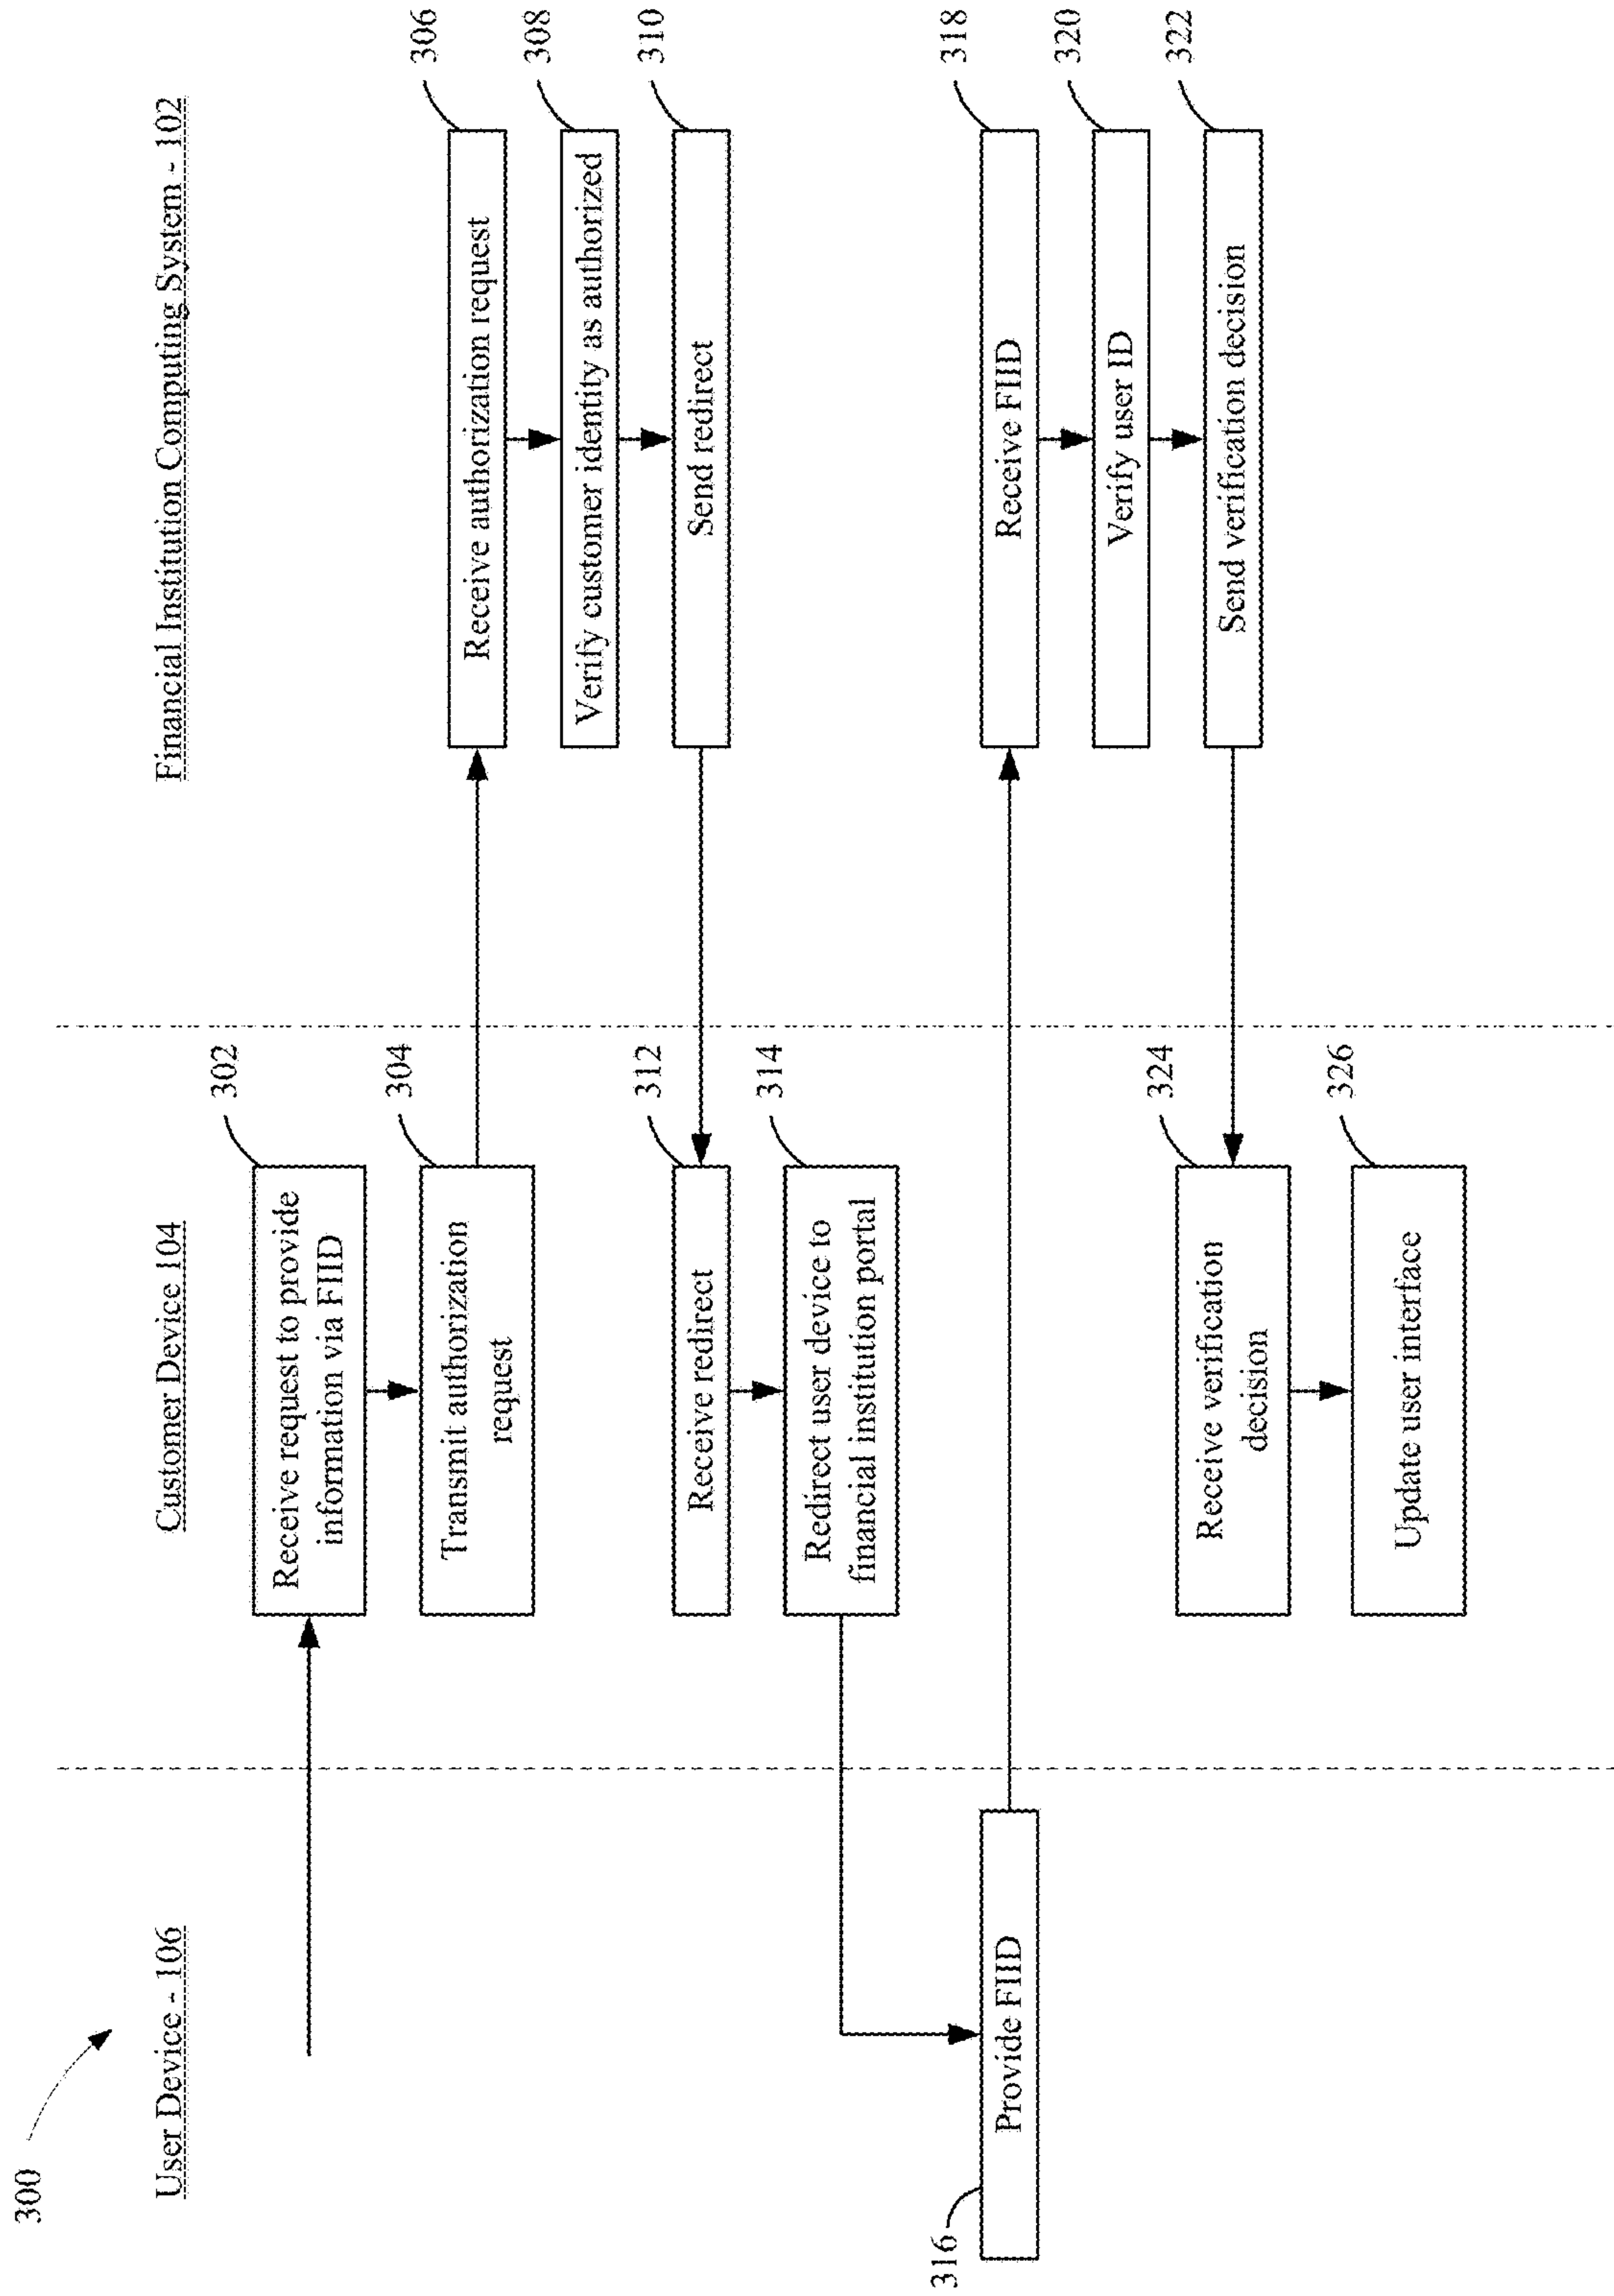 300
User Device - 106
Customer Device 104
Financial Institution Computing System - 102
302
Receive request to provide
information via FIID
304
Transmit authorization
request
306
Receive authorization request
308
Verify customer identity as authorized
310
Send redirect
312
Receive redirect
314
Redirect user device to
financial institution portal
316
Provide FIID
318
Receive FIID
320
Verify user ID
322
Send verification decision
324
Receive verification
decision
326
Update user interface